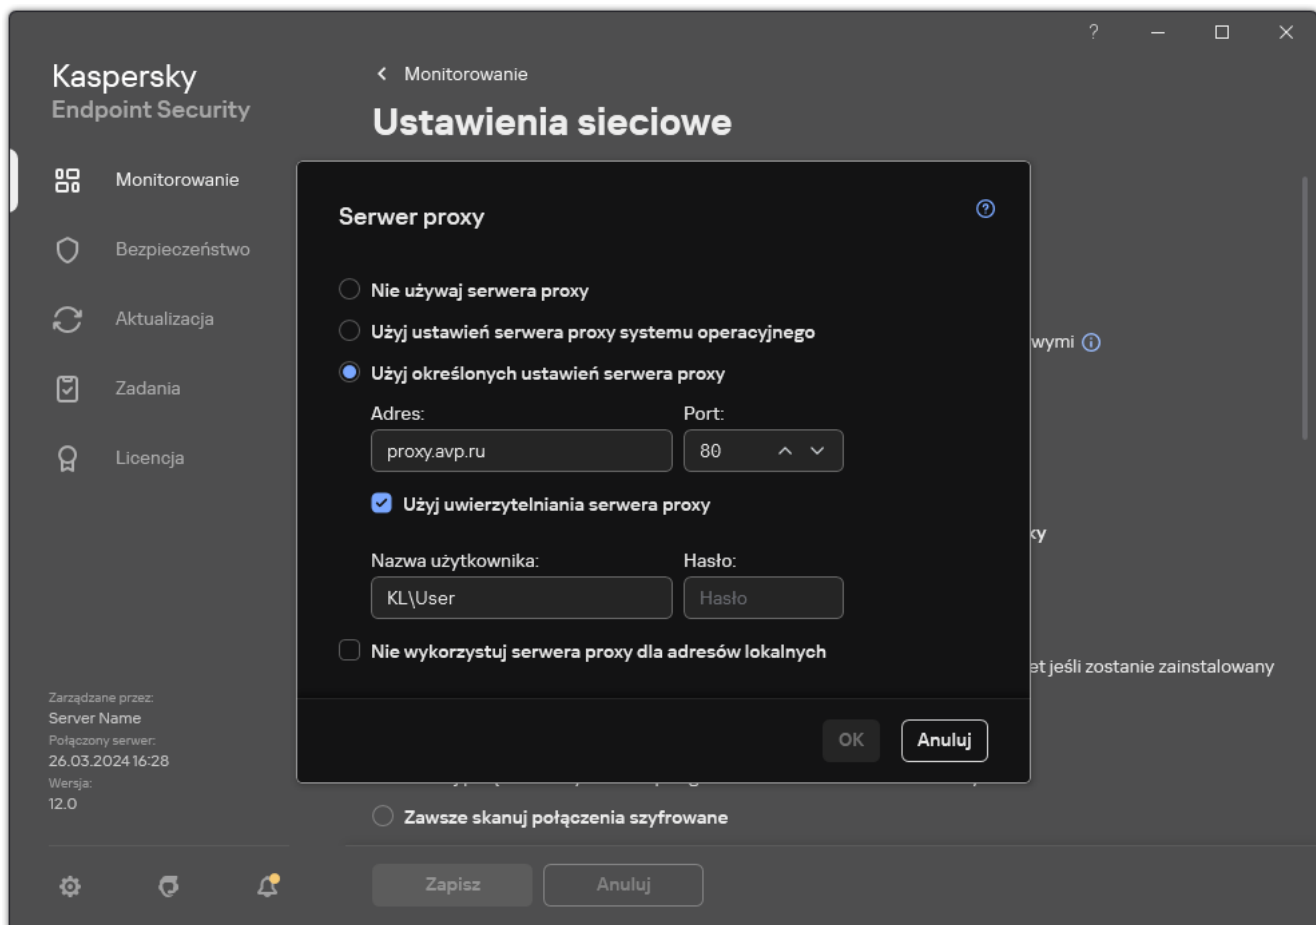 Kaspersky
Endpoint Security
Monitorowanie
Bezpieczeństwo
Aktualizacja
Zadania
Licencja
Zarządzane przez:
Server Name
Połączony serwer:
26.03.2024 16:28
Wersja:
12.0
Monitorowanie
Ustawienia sieciowe
Serwer proxy
Nie używaj serwera proxy
Użyj ustawień serwera proxy systemu operacyjnego
Użyj określonych ustawień serwera proxy
Adres: Port:
proxy.avp.ru 80
Użyj uwierzytelniania serwera proxy
Nazwa użytkownika: Hasło:
KL\User Hasło
Nie wykorzystuj serwera proxy dla adresów lokalnych
OK Anuluj
wymi
ky
et jeśli zostanie zainstalowany
Zawsze skanuj połączenia szyfrowane
Zapisz Anuluj